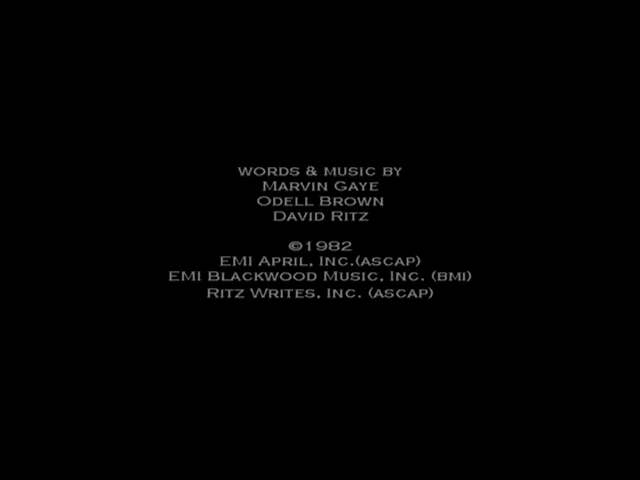 WORDS & MUSIC BY
MARVIN GAYE
ODELL BROWN
DAVID RITZ
©1982
EMI APRIL, INC.(ASCAP)
EMI BLACKWOOD MUSIC, INC. (BMI)
RITZ WRITES, INC. (ASCAP)